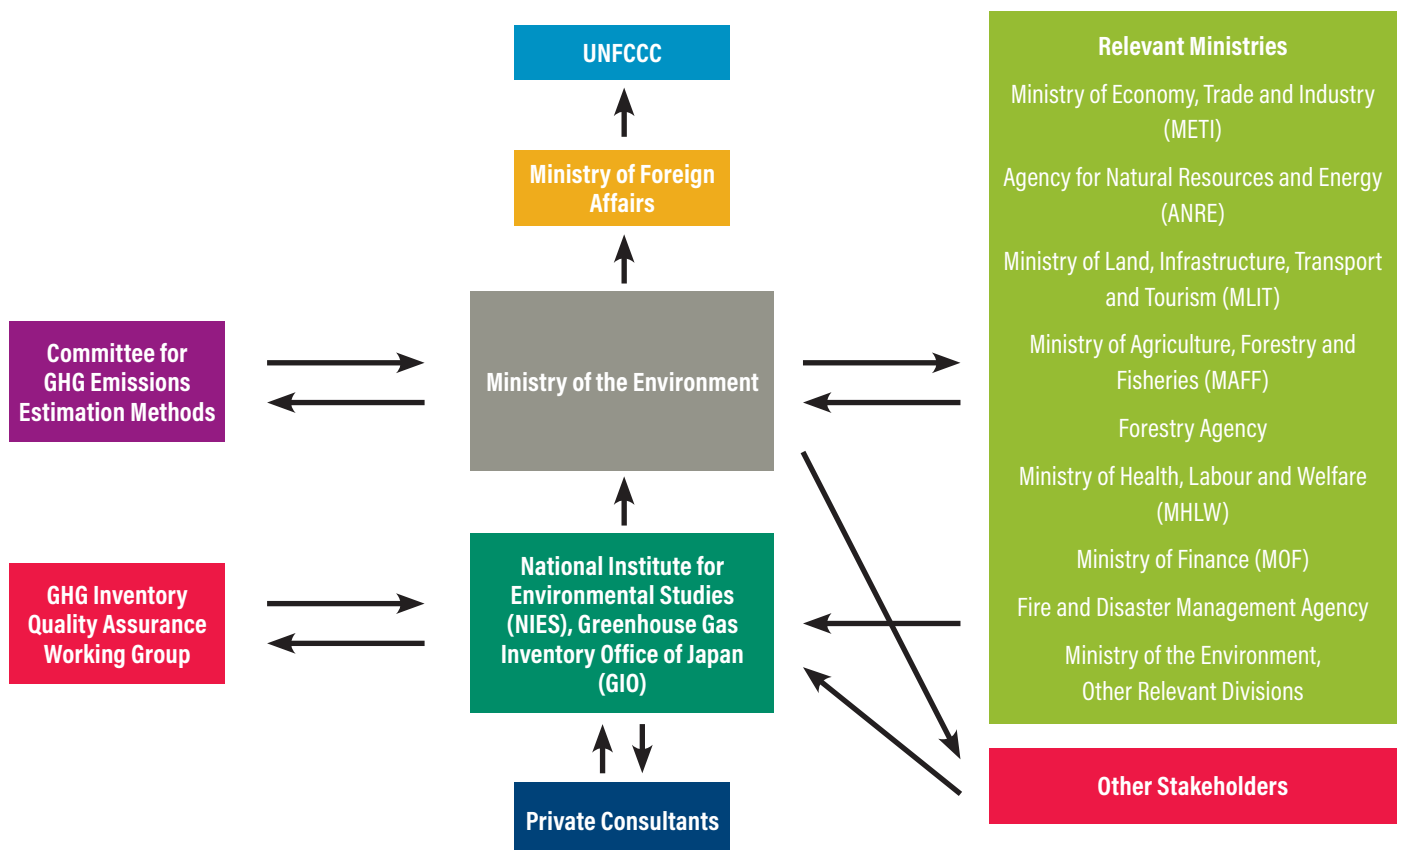 UNFCCC
Ministry of Foreign
Affairs
Committee for
GHG Emissions
Estimation Methods
Ministry of the Environment
GHG Inventory
Quality Assurance
Working Group
National Institute for
Environmental Studies
(NIES), Greenhouse Gas
Inventory Office of Japan
(GIO)
Private Consultants
Relevant Ministries
Ministry of Economy, Trade and Industry
(METI)
Agency for Natural Resources and Energy
(ANRE)
Ministry of Land, Infrastructure, Transport
and Tourism (MLIT)
Ministry of Agriculture, Forestry and
Fisheries (MAFF)
Forestry Agency
Ministry of Health, Labour and Welfare
(MHLW)
Ministry of Finance (MOF)
Fire and Disaster Management Agency
Ministry of the Environment,
Other Relevant Divisions
Other Stakeholders